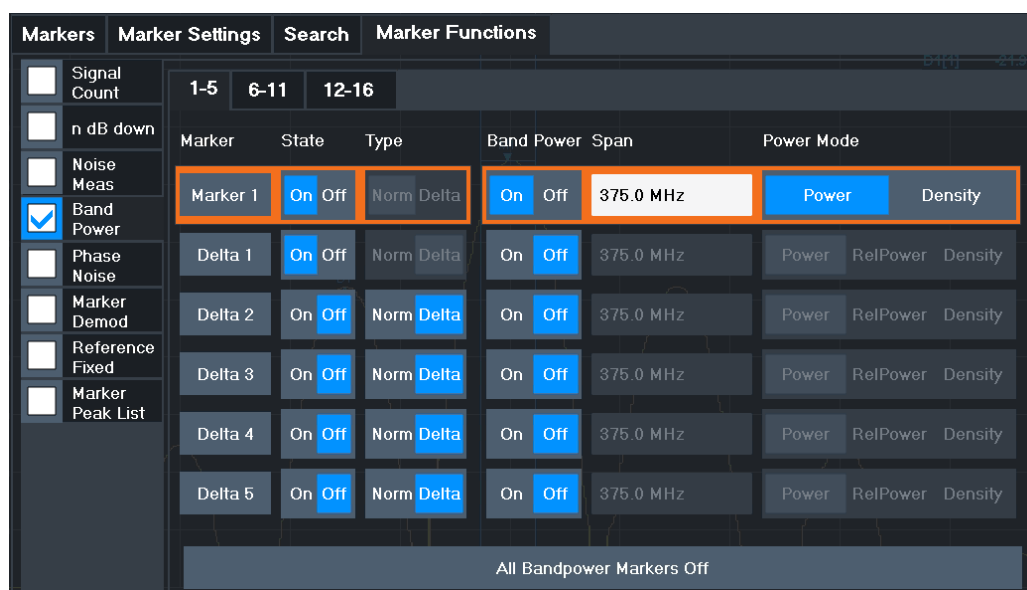 Markers Marker Settings Search Marker Functions
D1[1] -21.9
Signal
Count
n dB down
Noise
Meas
Band
Power
Phase
Noise
Marker
Demod
Reference
Fixed
Marker
Peak List
1-5 6-11 12-16
Marker State Type Band Power Span Power Mode
Marker 1 On Off Norm Delta On Off 375.0 MHz Power Density
Delta 1 On Off Norm Delta On Off 375.0 MHz Power RelPower Density
Delta 2 On Off Norm Delta On Off 375.0 MHz Power RelPower Density
Delta 3 On Off Norm Delta On Off 375.0 MHz Power RelPower Density
Delta 4 On Off Norm Delta On Off 375.0 MHz Power RelPower Density
Delta 5 On Off Norm Delta On Off 375.0 MHz Power RelPower Density
All Bandpower Markers Off